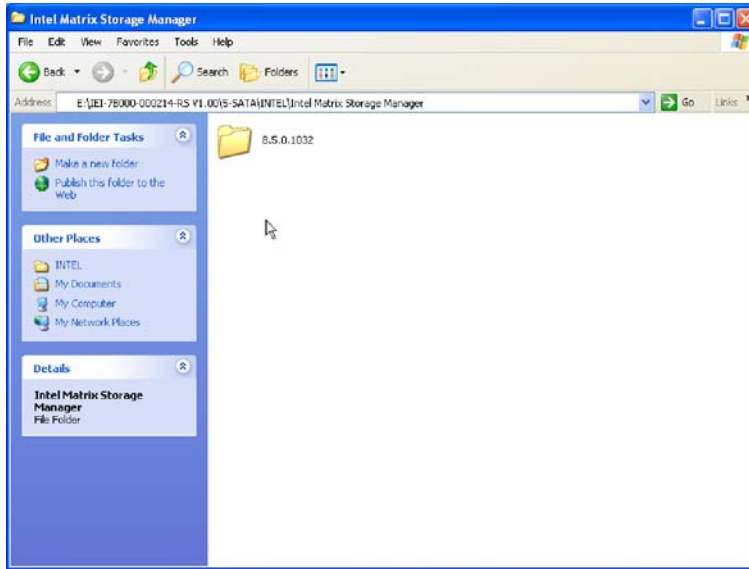 Intel Matrix Storage Manager
File Edit View Favorites Tools Help
Back Search Folders
Address E:\IEI-7B000-000214-RS V1.00\5-SATA\INTEL\Intel Matrix Storage Manager Go Links
File and Folder Tasks
Make a new folder
Publish this folder to the
Web
8.5.0.1032
Other Places
INTEL
My Documents
My Computer
My Network Places
Details
Intel Matrix Storage
Manager
File Folder